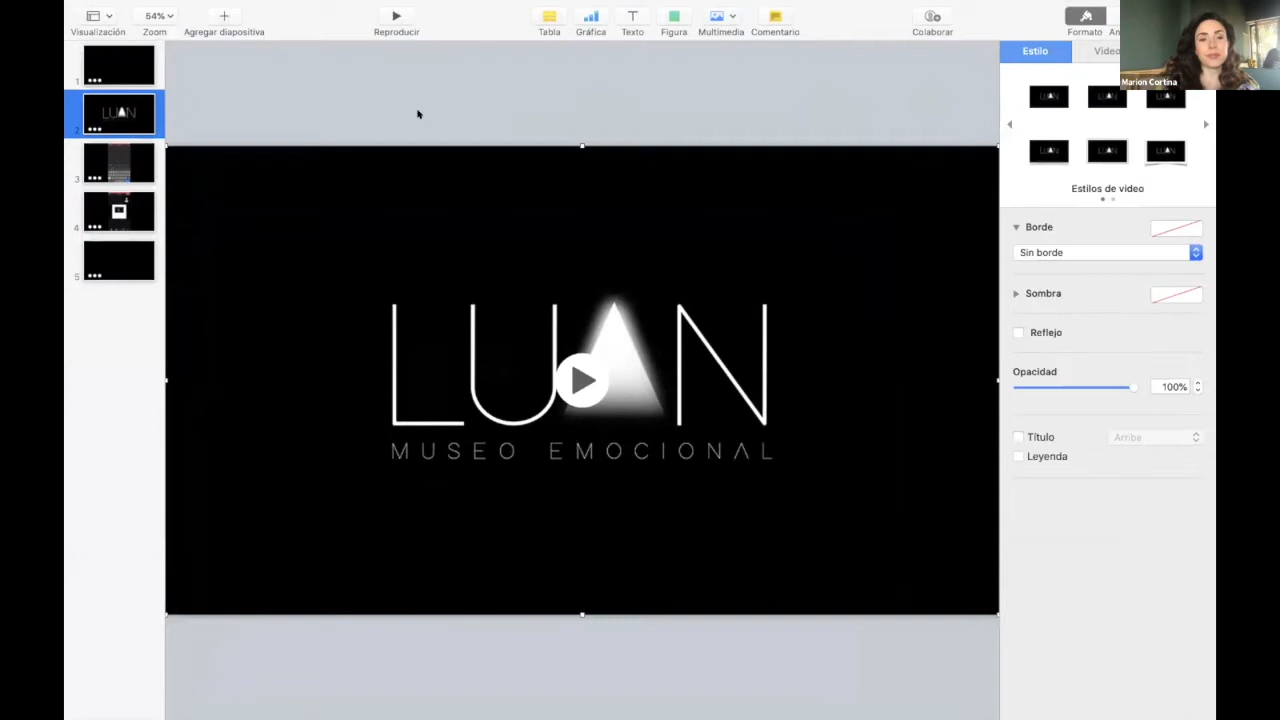 Visualización
54%
Zoom
Agregar diapositiva
Reproducir
Tabla
Gráfica
T
Texto
Figura
Multimedia
Comentario
Colaborar
Formato
Marion Cortina
Estilo
Video
Estilos de video
Borde
Sin borde
Sombra
Reflejo
Opacidad
100%
Título
Arriba
Leyenda
1
2
3
4
5
LUAN
LUAN
MUSEO EMOCIONAL